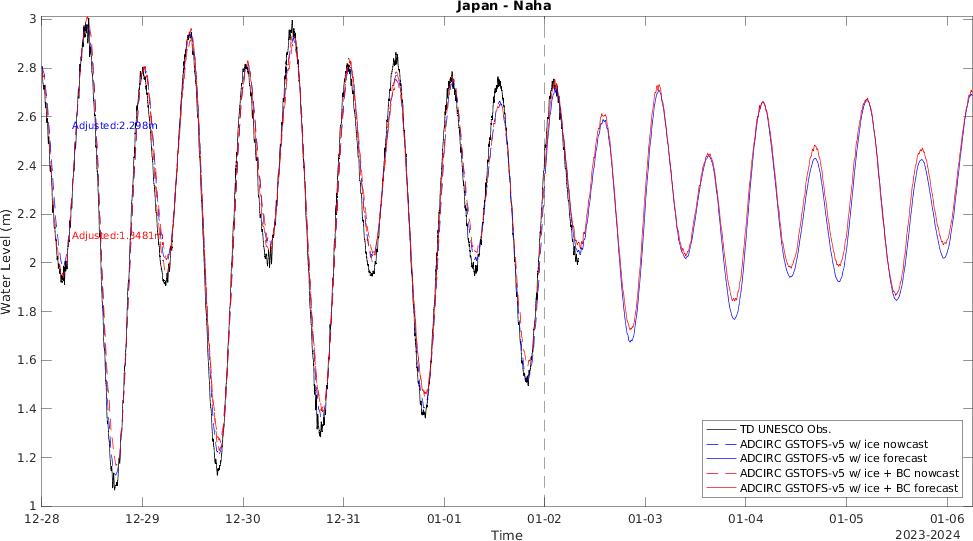 Japan - Naha
3
2.8
2.6
2.4
2.2
2
1.8
1.6
1.4
1.2
1
Water Level (m)
Adjusted:2.298m
Adjusted:1.8481m
TD UNESCO Obs.
ADCIRC GSTOFS-v5 w/ ice nowcast
ADCIRC GSTOFS-v5 w/ ice forecast
ADCIRC GSTOFS-v5 w/ ice + BC nowcast
ADCIRC GSTOFS-v5 w/ ice + BC forecast
12-28 12-29 12-30 12-31 01-01 01-02 01-03 01-04 01-05 01-06
Time
2023-2024